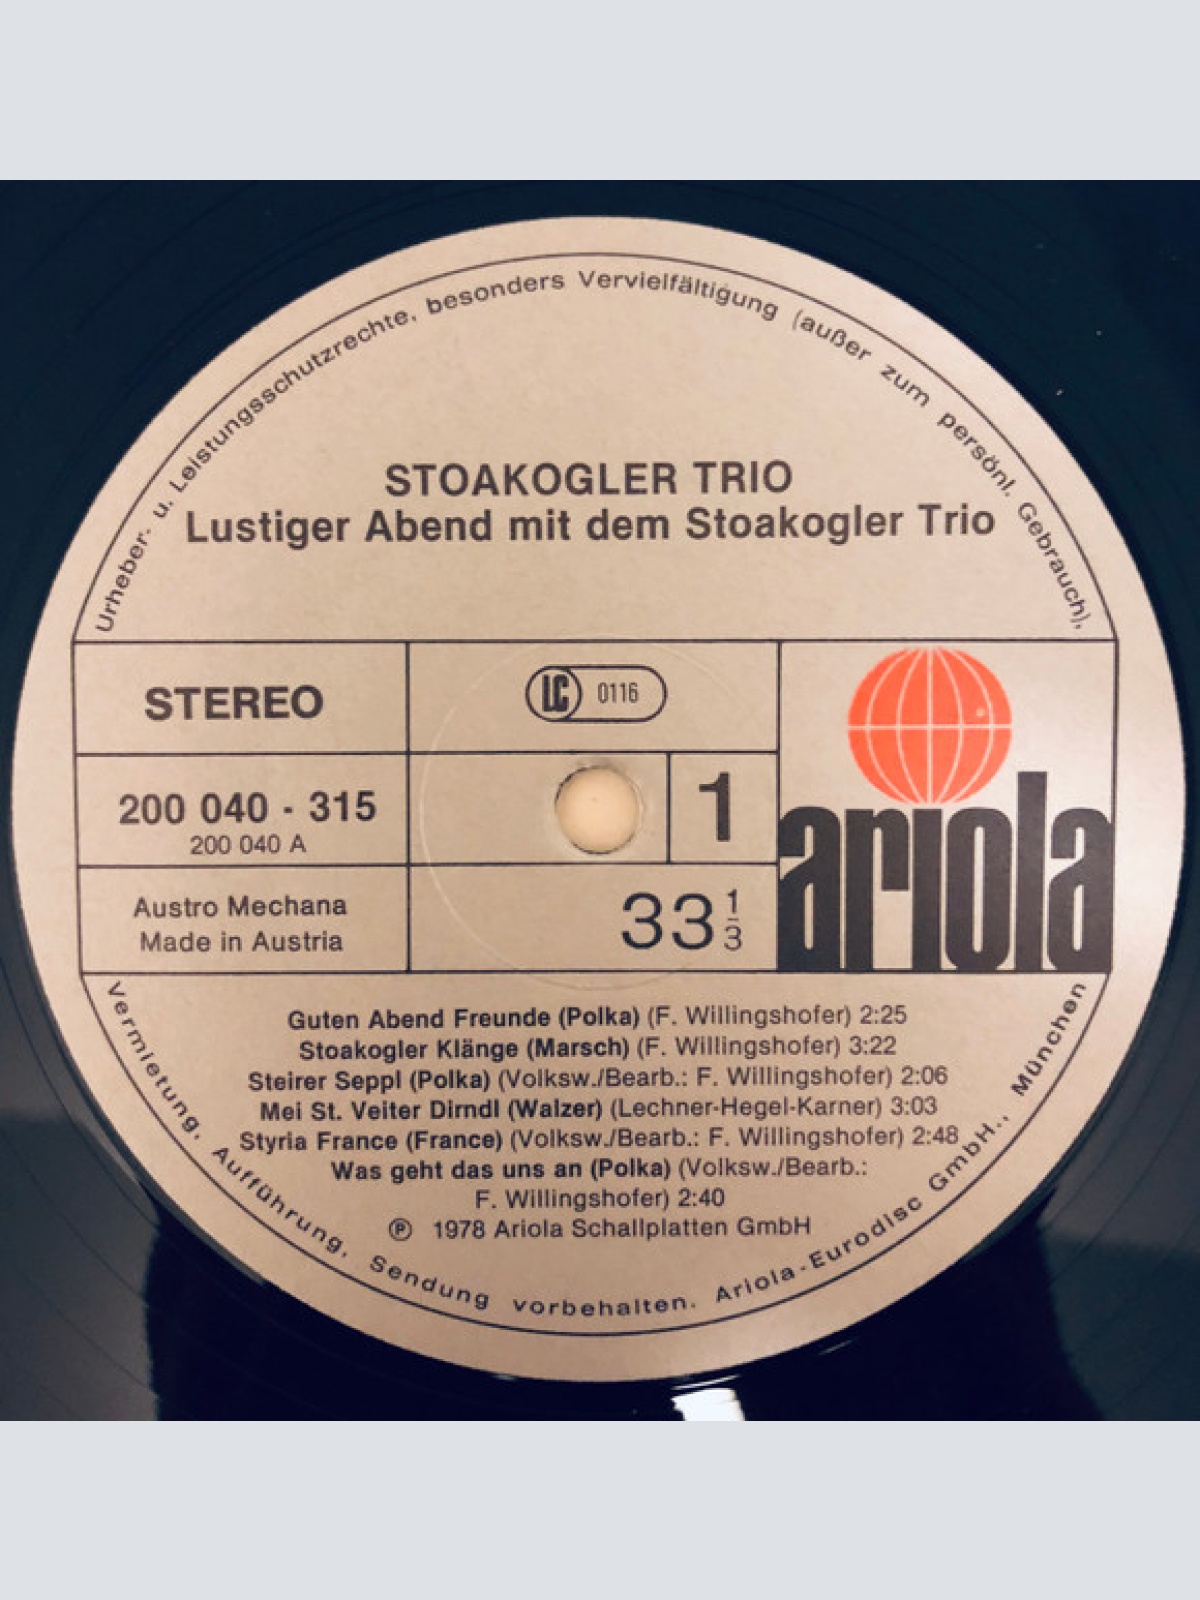 Urheber- u. Leistungsschutzrechte, besonders Vervielfältigung (außer zum persönl. Gebrauch),
STOAKOGLER TRIO
Lustiger Abend mit dem Stoakogler Trio
STEREO
LC 0116
200 040 - 315
200 040 A
1
Austro Mechana
Made in Austria
33 1/3
ariola
Guten Abend Freunde (Polka) (F. Willingshofer) 2:25
Stoakogler Klänge (Marsch) (F. Willingshofer) 3:22
Steirer Seppl (Polka) (Volksw./Bearb.: F. Willingshofer) 2:06
Mei St. Veiter Dirndl (Walzer) (Lechner-Hegel-Karner) 3:03
Styria France (France) (Volksw./Bearb.: F. Willingshofer) 2:48
Was geht das uns an (Polka) (Volksw./Bearb.:
F. Willingshofer) 2:40
℗ 1978 Ariola Schallplatten GmbH
Vermietung, Aufführung, Sendung vorbehalten. Ariola-Eurodisc GmbH., München